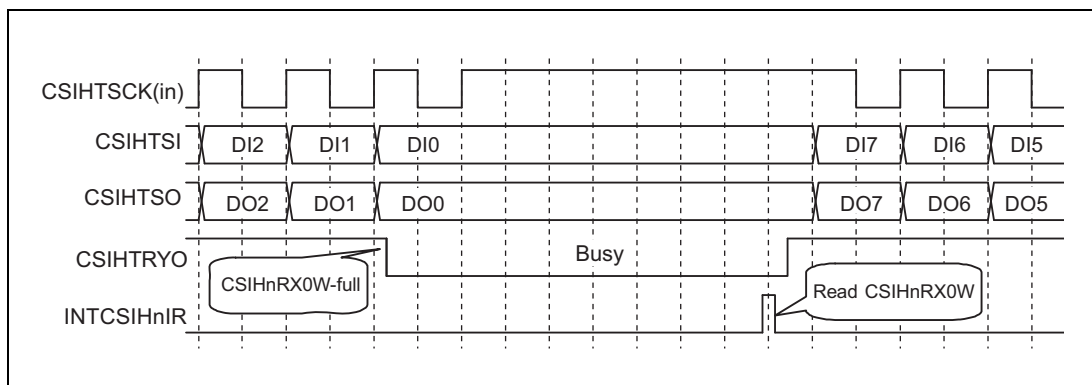 CSIHTSCK(in)
CSIHTSI DI2 DI1 DI0 DI7 DI6 DI5
CSIHTSO DO2 DO1 DO0 DO7 DO6 DO5
CSIHTRYO Busy
CSIHnRX0W-full Read CSIHnRX0W
INTCSIHnIR